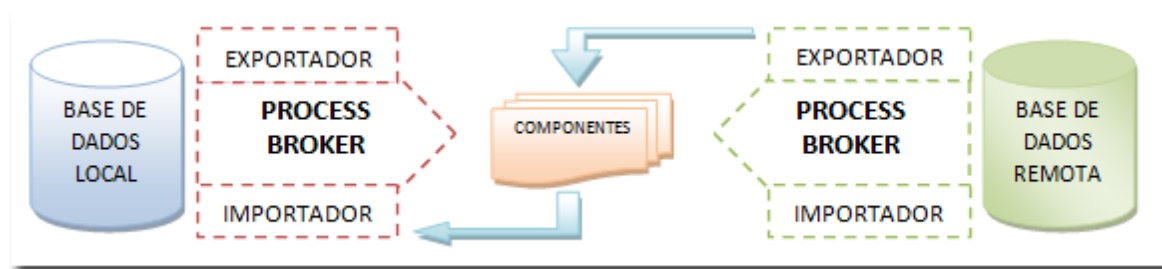 BASE DE
DADOS
LOCAL
EXPORTADOR
PROCESS
BROKER
IMPORTADOR
COMPONENTES
EXPORTADOR
PROCESS
BROKER
IMPORTADOR
BASE DE
DADOS
REMOTA